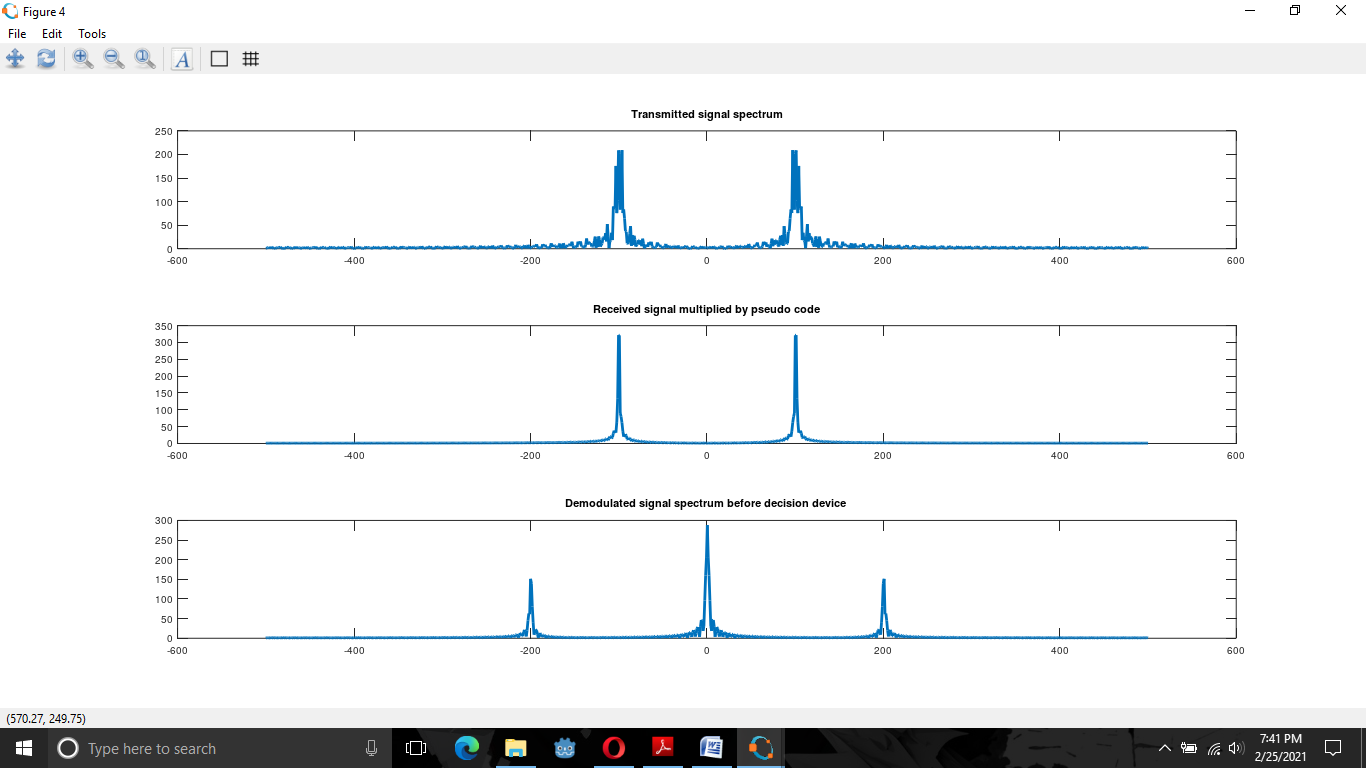 Figure 4
File Edit Tools
1 A
Transmitted signal spectrum
250
200
150
100
50
0
-600 -400 -200 0 200 400 600
Received signal multiplied by pseudo code
350
300
250
200
150
100
50
0
-600 -400 -200 0 200 400 600
Demodulated signal spectrum before decision device
300
250
200
150
100
50
0
-600 -400 -200 0 200 400 600
(570.27, 249.75)
Type here to search
W
7:41 PM
2/25/2021